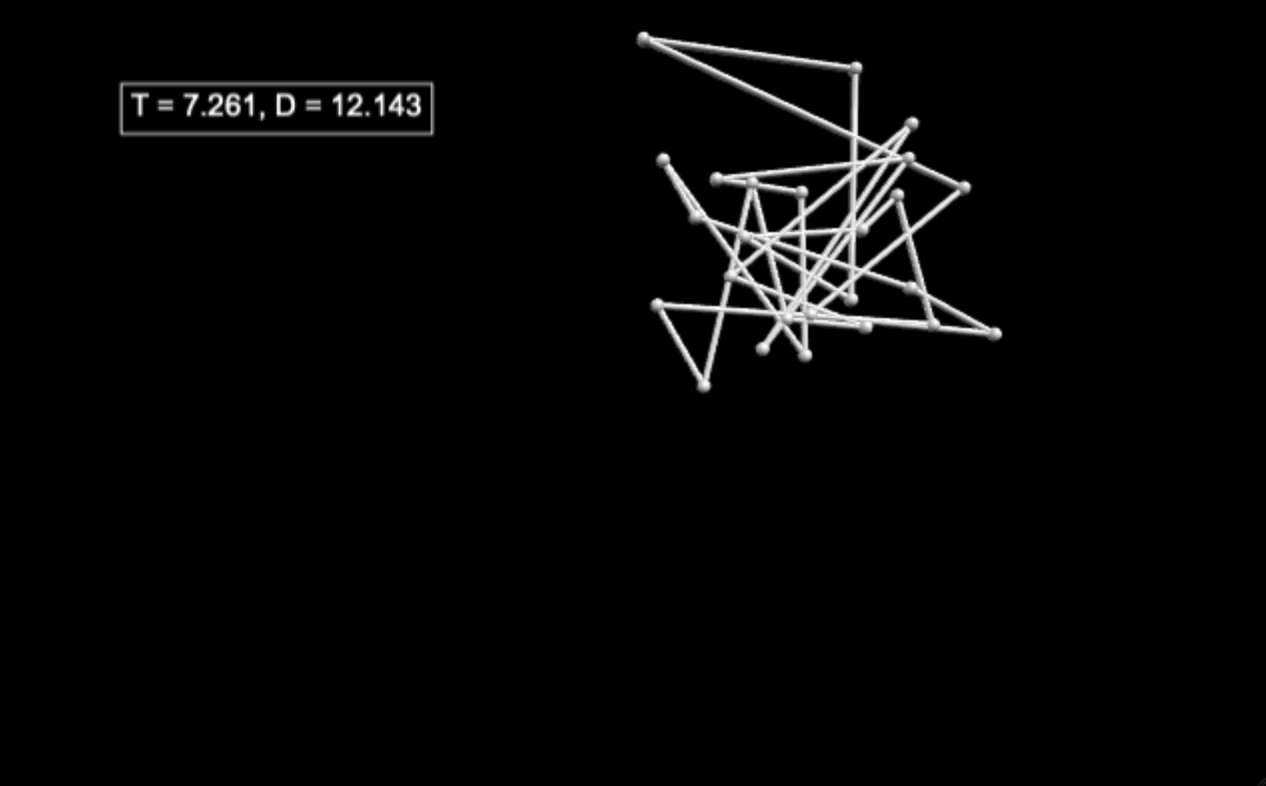 T = 7.261, D = 12.143